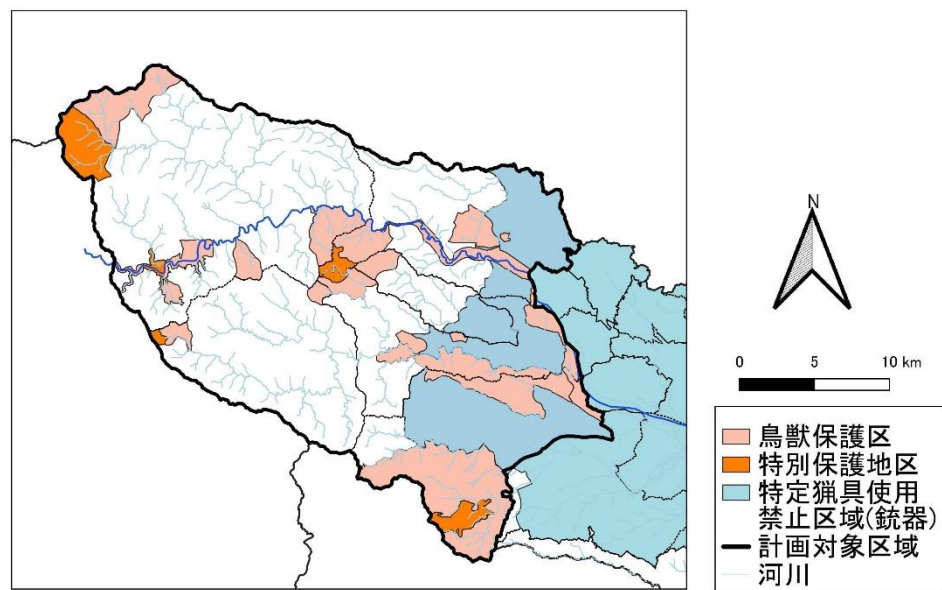 N
0 5 10 km
鳥獣保護区
特別保護地区
特定猟具使用
禁止区域(銃器)
計画対象区域
河川